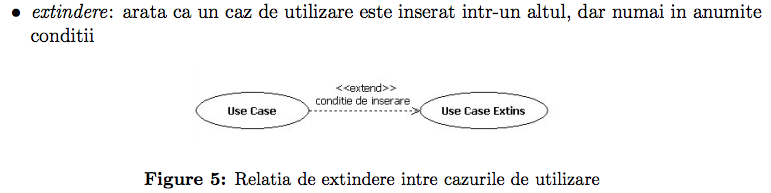 • extindere: arata ca un caz de utilizare este inserat intr-un altul, dar numai in anumite
conditii
<<extend>>
conditie de inserare
Use Case
Use Case Extins
Figure 5: Relatia de extindere intre cazurile de utilizare